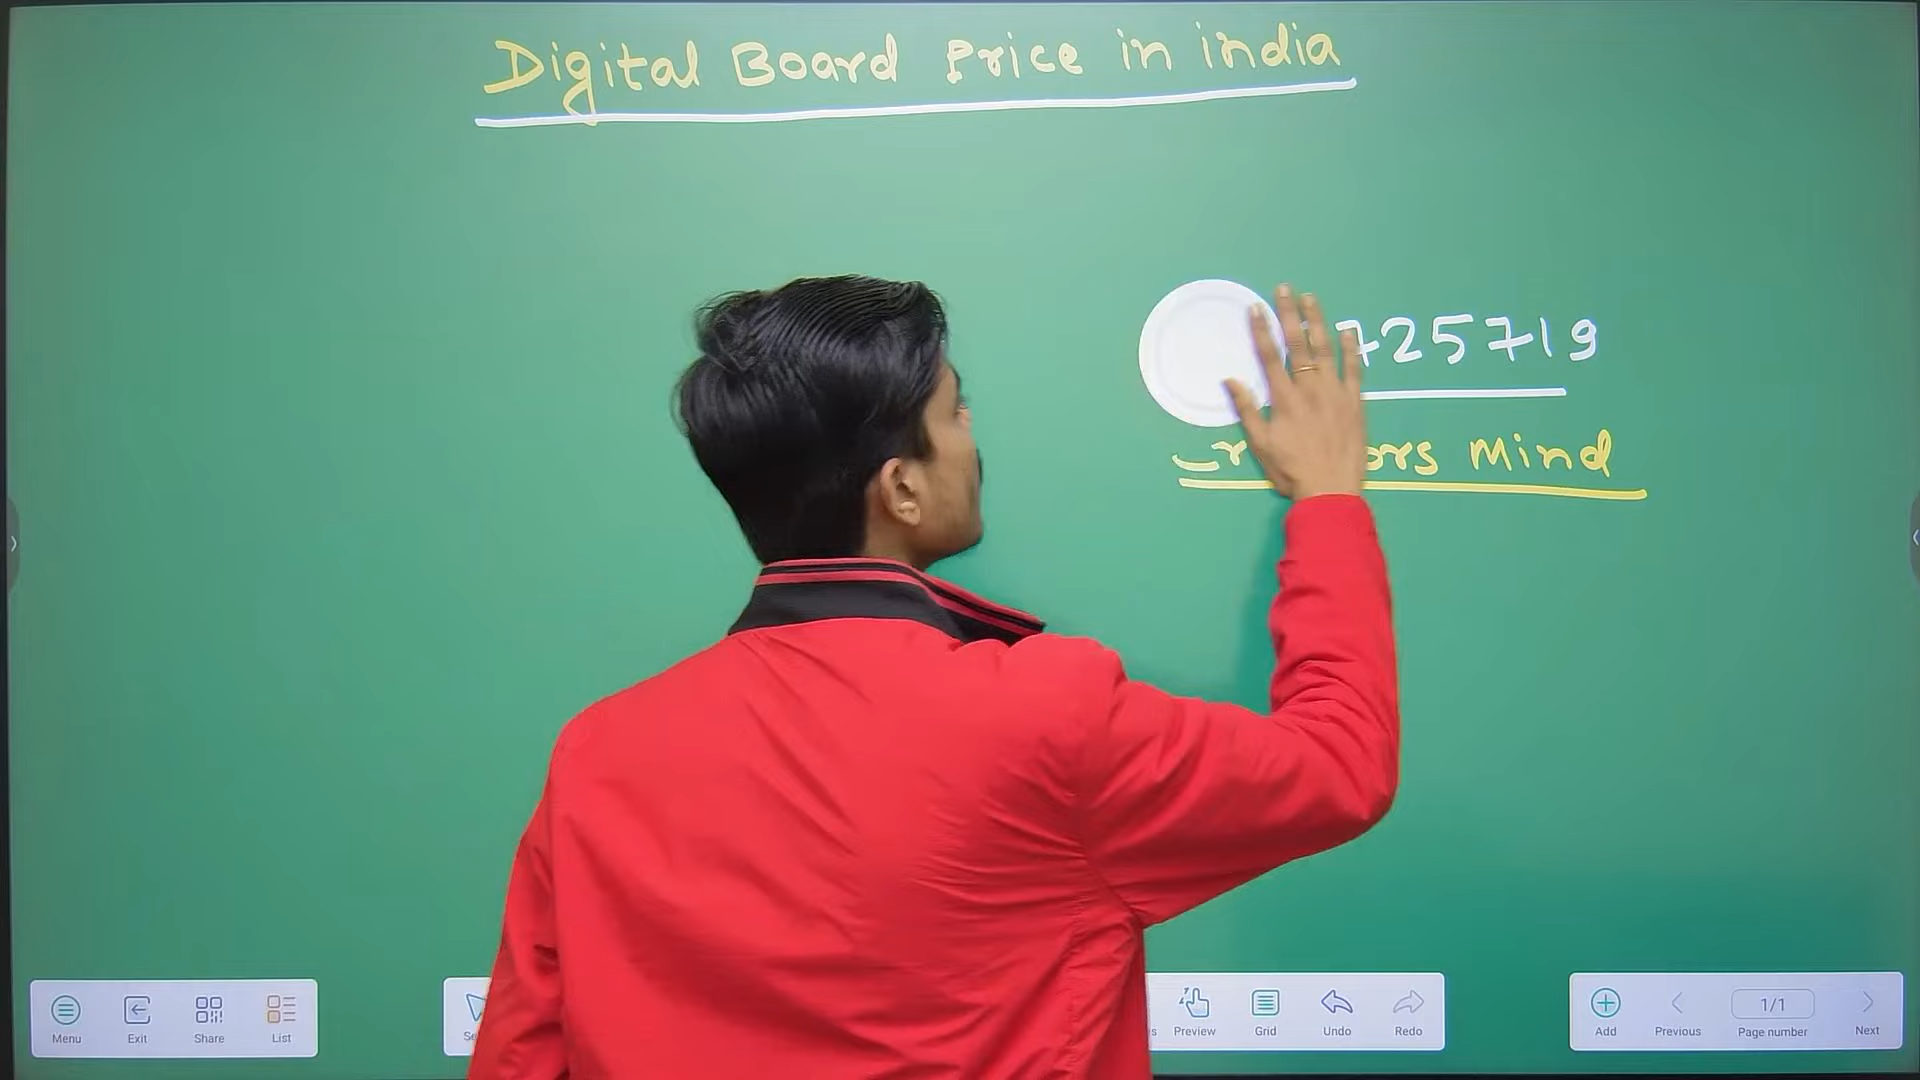 Digital Board Price in india
725719
Mind
Menu
Exit
Share
List
Preview
Grid
Undo
Redo
Add
Previous
1/1
Page number
Next